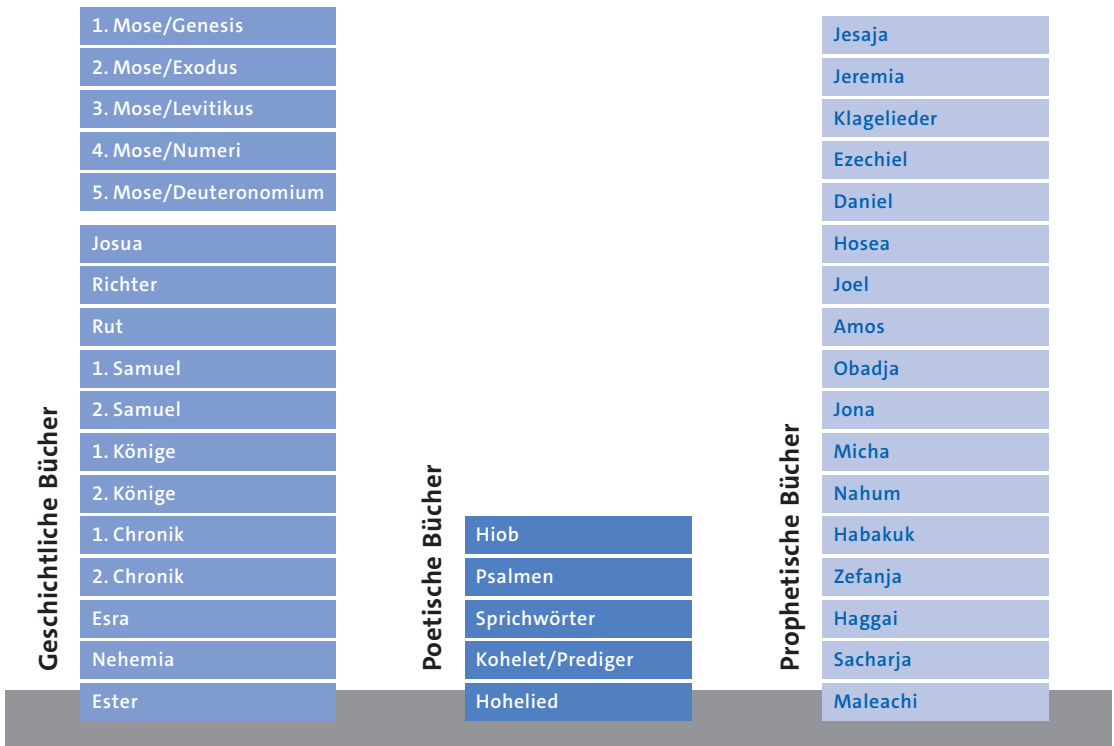 Geschichtliche Bücher
1. Mose/Genesis
2. Mose/Exodus
3. Mose/Levitikus
4. Mose/Numeri
5. Mose/Deuteronomium
Josua
Richter
Rut
1. Samuel
2. Samuel
1. Könige
2. Könige
1. Chronik
2. Chronik
Esra
Nehemia
Ester
Poetische Bücher
Hiob
Psalmen
Sprichwörter
Kohelet/Prediger
Hohelied
Prophetische Bücher
Jesaja
Jeremia
Klagelieder
Ezechiel
Daniel
Hosea
Joel
Amos
Obadja
Jona
Micha
Nahum
Habakuk
Zefanja
Haggai
Sacharja
Maleachi